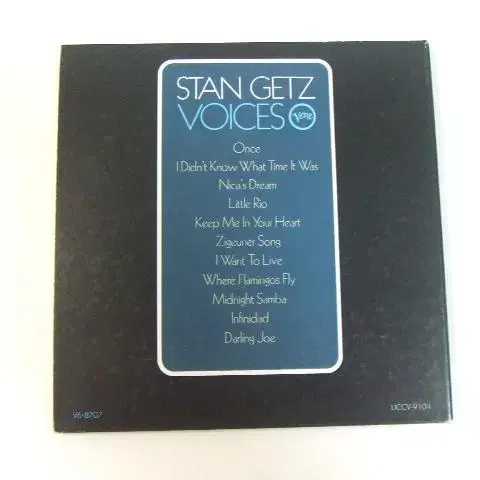 STAN GETZ
VOICES Verve
Once
I Didn't Know What Time It Was
Nica's Dream
Little Rio
Keep Me In Your Heart
Zigeuner Song
I Want To Live
Where Flamingos Fly
Midnight Samba
Infinidad
Darling Joe
V6-8707
UCCV-9104